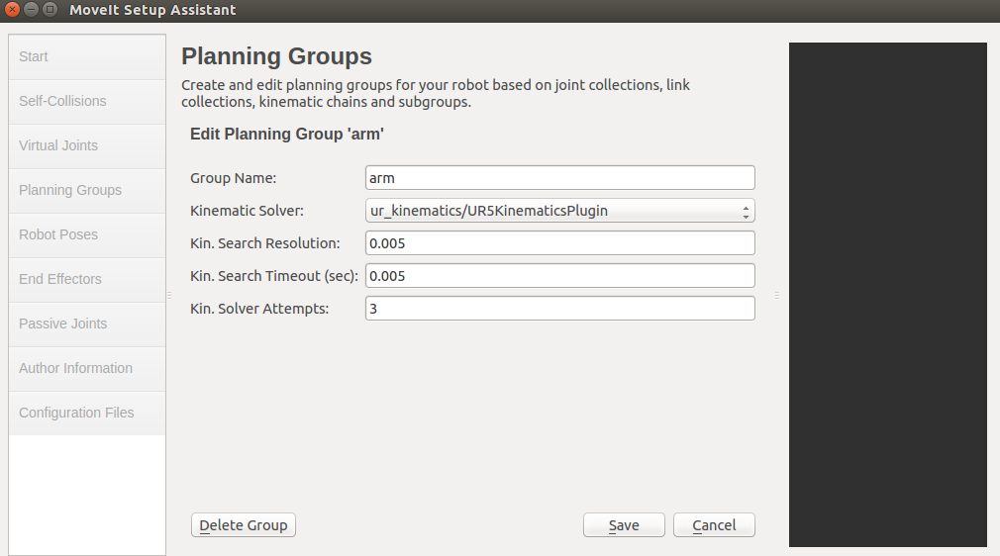 MoveIt Setup Assistant
Start
Self-Collisions
Virtual Joints
Planning Groups
Robot Poses
End Effectors
Passive Joints
Author Information
Configuration Files
Planning Groups
Create and edit planning groups for your robot based on joint collections, link
collections, kinematic chains and subgroups.
Edit Planning Group 'arm'
Group Name: arm
Kinematic Solver: ur_kinematics/UR5KinematicsPlugin
Kin. Search Resolution: 0.005
Kin. Search Timeout (sec): 0.005
Kin. Solver Attempts: 3
Delete Group Save Cancel